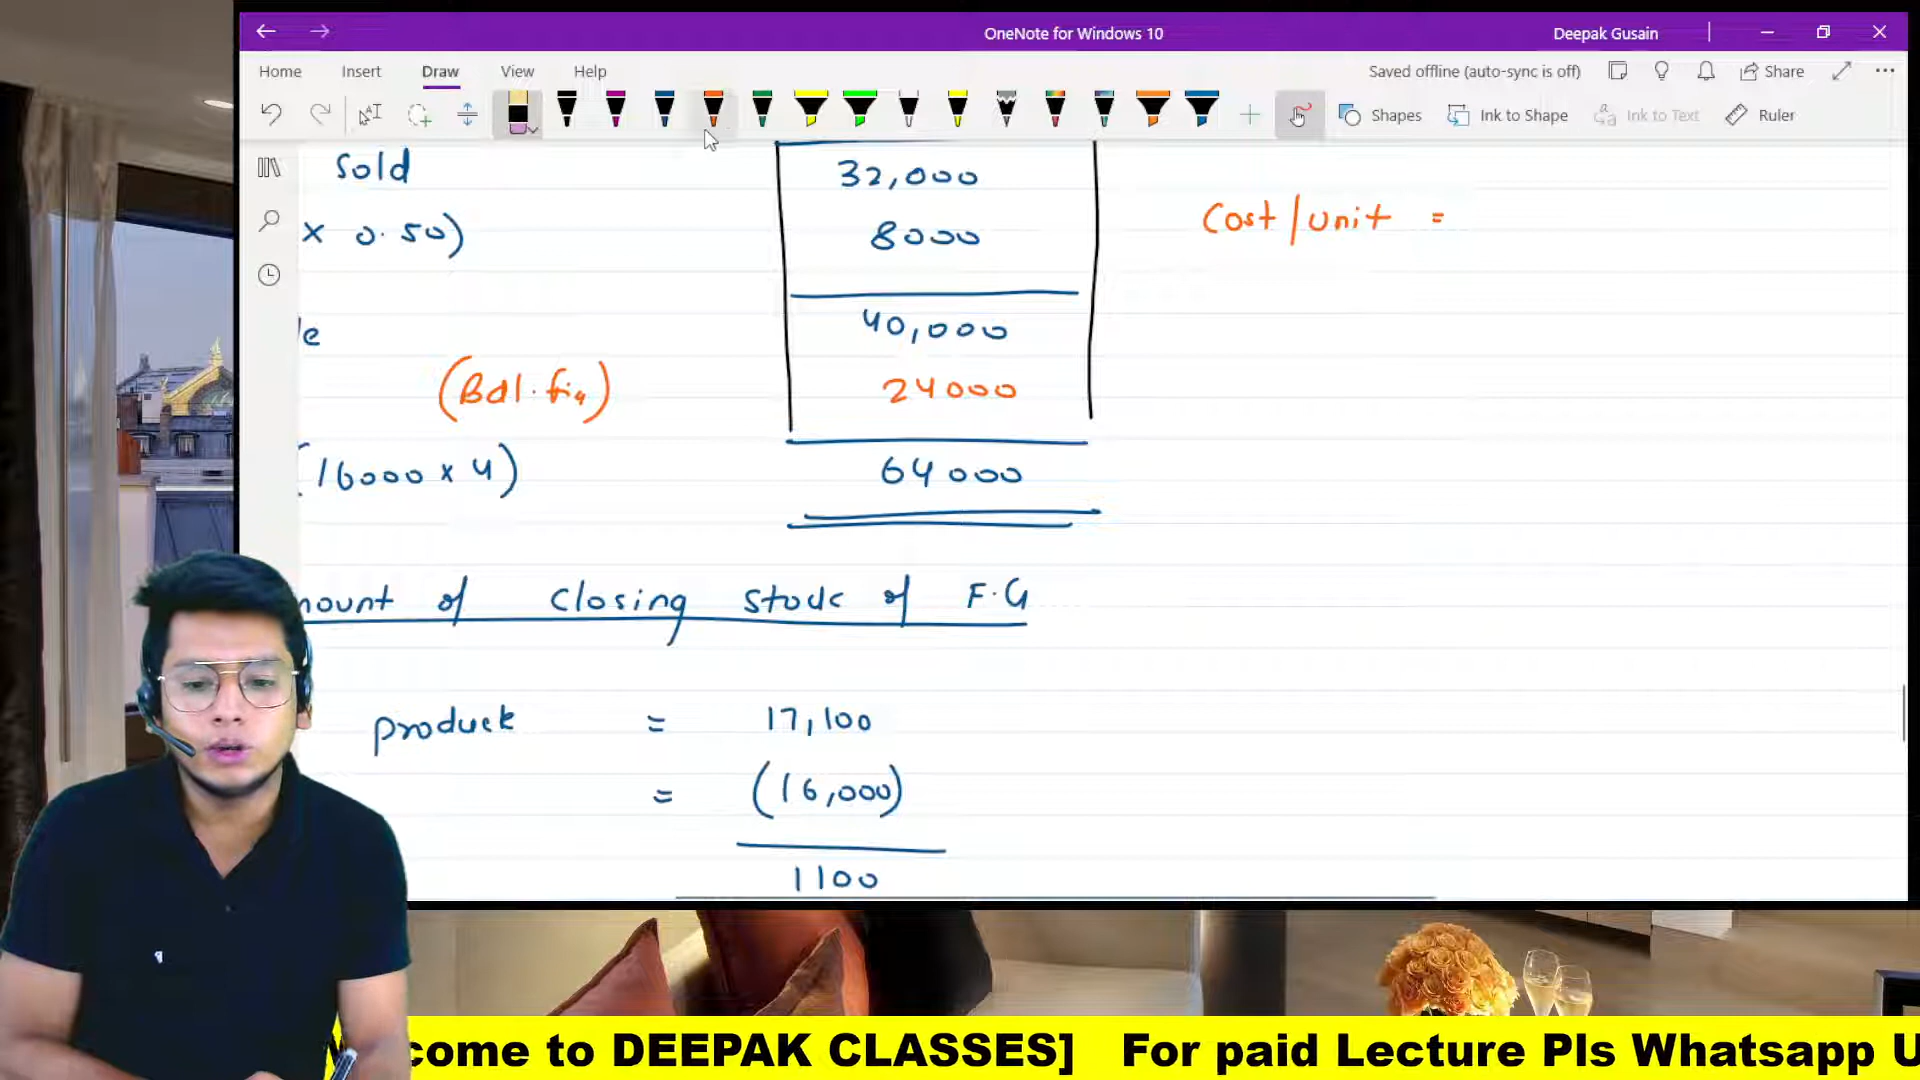 OneNote for Windows 10
Deepak Gusain
Home Insert Draw View Help
Saved offline (auto-sync is off)
Share
Shapes
Ink to Shape
Ink to Text
Ruler
sold 32,000
x 0.50) 8000
Cost/unit =
le 40,000
(Bal.fig) 24000
(16000 x 4) 64000
mount of closing stock of F.G
product = 17,100
= (16,000)
1100
come to DEEPAK CLASSES] For paid Lecture Pls Whatsapp U